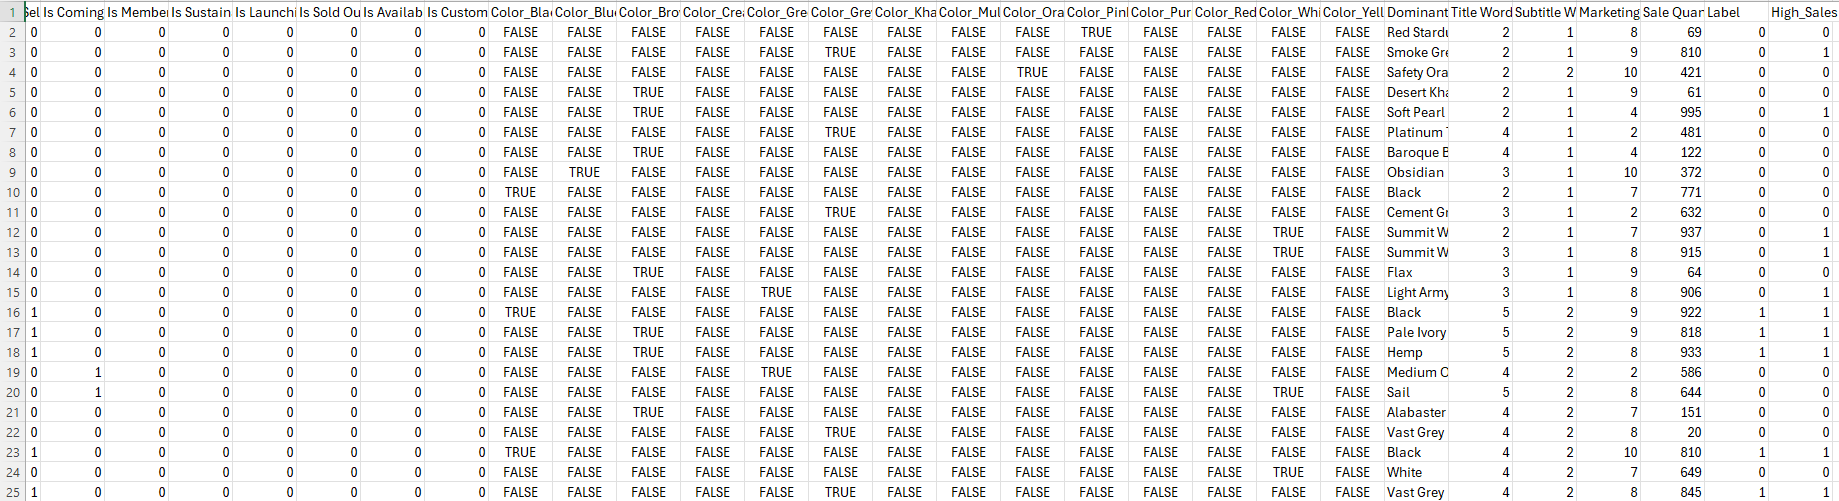 1 Sel Is Coming Is Member Is Sustain Is Launchi Is Sold Ou Is Availab Is Custom Color_Blac Color_Blue Color_Bro Color_Crea Color_Gre Color_Grey Color_Kha Color_Mul Color_Ora Color_Pinl Color_Pur Color_Red Color_Whi Color_Yell Dominant Title Word Subtitle W Marketing Sale Quan Label High_Sales
2 0 0 0 0 0 0 0 0 FALSE FALSE FALSE FALSE FALSE FALSE FALSE FALSE FALSE TRUE FALSE FALSE FALSE FALSE Red Stardu 2 1 8 69 0 0
3 0 0 0 0 0 0 0 0 FALSE FALSE FALSE FALSE FALSE TRUE FALSE FALSE FALSE FALSE FALSE FALSE FALSE FALSE Smoke Gre 2 1 9 810 0 1
4 0 0 0 0 0 0 0 0 FALSE FALSE FALSE FALSE FALSE FALSE FALSE FALSE TRUE FALSE FALSE FALSE FALSE FALSE Safety Ora 2 2 10 421 0 0
5 0 0 0 0 0 0 0 0 FALSE FALSE TRUE FALSE FALSE FALSE FALSE FALSE FALSE FALSE FALSE FALSE FALSE FALSE Desert Kha 2 1 9 61 0 0
6 0 0 0 0 0 0 0 0 FALSE FALSE TRUE FALSE FALSE FALSE FALSE FALSE FALSE FALSE FALSE FALSE FALSE FALSE Soft Pearl 2 1 4 995 0 1
7 0 0 0 0 0 0 0 0 FALSE FALSE FALSE FALSE FALSE TRUE FALSE FALSE FALSE FALSE FALSE FALSE FALSE FALSE Platinum T 4 1 2 481 0 0
8 0 0 0 0 0 0 0 0 FALSE FALSE TRUE FALSE FALSE FALSE FALSE FALSE FALSE FALSE FALSE FALSE FALSE FALSE Baroque B 4 1 4 122 0 0
9 0 0 0 0 0 0 0 0 FALSE TRUE FALSE FALSE FALSE FALSE FALSE FALSE FALSE FALSE FALSE FALSE FALSE FALSE Obsidian 3 1 10 372 0 0
10 0 0 0 0 0 0 0 0 TRUE FALSE FALSE FALSE FALSE FALSE FALSE FALSE FALSE FALSE FALSE FALSE FALSE FALSE Black 2 1 7 771 0 0
11 0 0 0 0 0 0 0 0 FALSE FALSE FALSE FALSE FALSE TRUE FALSE FALSE FALSE FALSE FALSE FALSE FALSE FALSE Cement Gr 3 1 2 632 0 0
12 0 0 0 0 0 0 0 0 FALSE FALSE FALSE FALSE FALSE FALSE FALSE FALSE FALSE FALSE FALSE FALSE TRUE FALSE Summit W 2 1 7 937 0 1
13 0 0 0 0 0 0 0 0 FALSE FALSE FALSE FALSE FALSE FALSE FALSE FALSE FALSE FALSE FALSE FALSE TRUE FALSE Summit W 3 1 8 915 0 1
14 0 0 0 0 0 0 0 0 FALSE FALSE TRUE FALSE FALSE FALSE FALSE FALSE FALSE FALSE FALSE FALSE FALSE FALSE Flax 3 1 9 64 0 0
15 0 0 0 0 0 0 0 0 FALSE FALSE FALSE FALSE TRUE FALSE FALSE FALSE FALSE FALSE FALSE FALSE FALSE FALSE Light Army 3 1 8 906 0 1
16 1 0 0 0 0 0 0 0 TRUE FALSE FALSE FALSE FALSE FALSE FALSE FALSE FALSE FALSE FALSE FALSE FALSE FALSE Black 5 2 9 922 1 1
17 1 0 0 0 0 0 0 0 FALSE FALSE TRUE FALSE FALSE FALSE FALSE FALSE FALSE FALSE FALSE FALSE FALSE FALSE Pale Ivory 5 2 9 818 1 1
18 1 0 0 0 0 0 0 0 FALSE FALSE TRUE FALSE FALSE FALSE FALSE FALSE FALSE FALSE FALSE FALSE FALSE FALSE Hemp 5 2 8 933 1 1
19 0 1 0 0 0 0 0 0 FALSE FALSE FALSE FALSE TRUE FALSE FALSE FALSE FALSE FALSE FALSE FALSE FALSE FALSE Medium O 4 2 2 586 0 0
20 0 1 0 0 0 0 0 0 FALSE FALSE FALSE FALSE FALSE FALSE FALSE FALSE FALSE FALSE FALSE FALSE TRUE FALSE Sail 5 2 8 644 0 0
21 0 0 0 0 0 0 0 0 FALSE FALSE TRUE FALSE FALSE FALSE FALSE FALSE FALSE FALSE FALSE FALSE FALSE FALSE Alabaster 4 2 7 151 0 0
22 0 0 0 0 0 0 0 0 FALSE FALSE FALSE FALSE FALSE TRUE FALSE FALSE FALSE FALSE FALSE FALSE FALSE FALSE Vast Grey 4 2 8 20 0 0
23 1 0 0 0 0 0 0 0 TRUE FALSE FALSE FALSE FALSE FALSE FALSE FALSE FALSE FALSE FALSE FALSE FALSE FALSE Black 4 2 10 810 1 1
24 0 0 0 0 0 0 0 0 FALSE FALSE FALSE FALSE FALSE FALSE FALSE FALSE FALSE FALSE FALSE FALSE TRUE FALSE White 4 2 7 649 0 0
25 1 0 0 0 0 0 0 0 FALSE FALSE FALSE FALSE FALSE TRUE FALSE FALSE FALSE FALSE FALSE FALSE FALSE FALSE Vast Grey 4 2 8 845 1 1